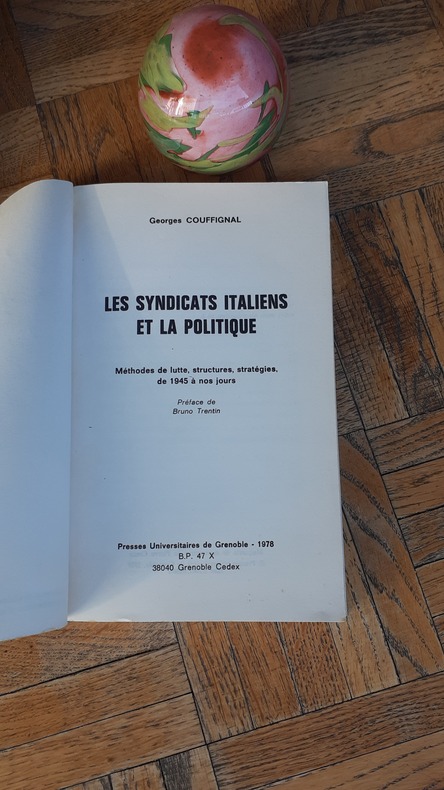 Georges COUFFIGNAL
LES SYNDICATS ITALIENS
ET LA POLITIQUE
Méthodes de lutte, structures, stratégies,
de 1945 à nos jours
Préface de
Bruno Trentin
Presses Universitaires de Grenoble - 1978
B.P. 47 X
38040 Grenoble Cedex